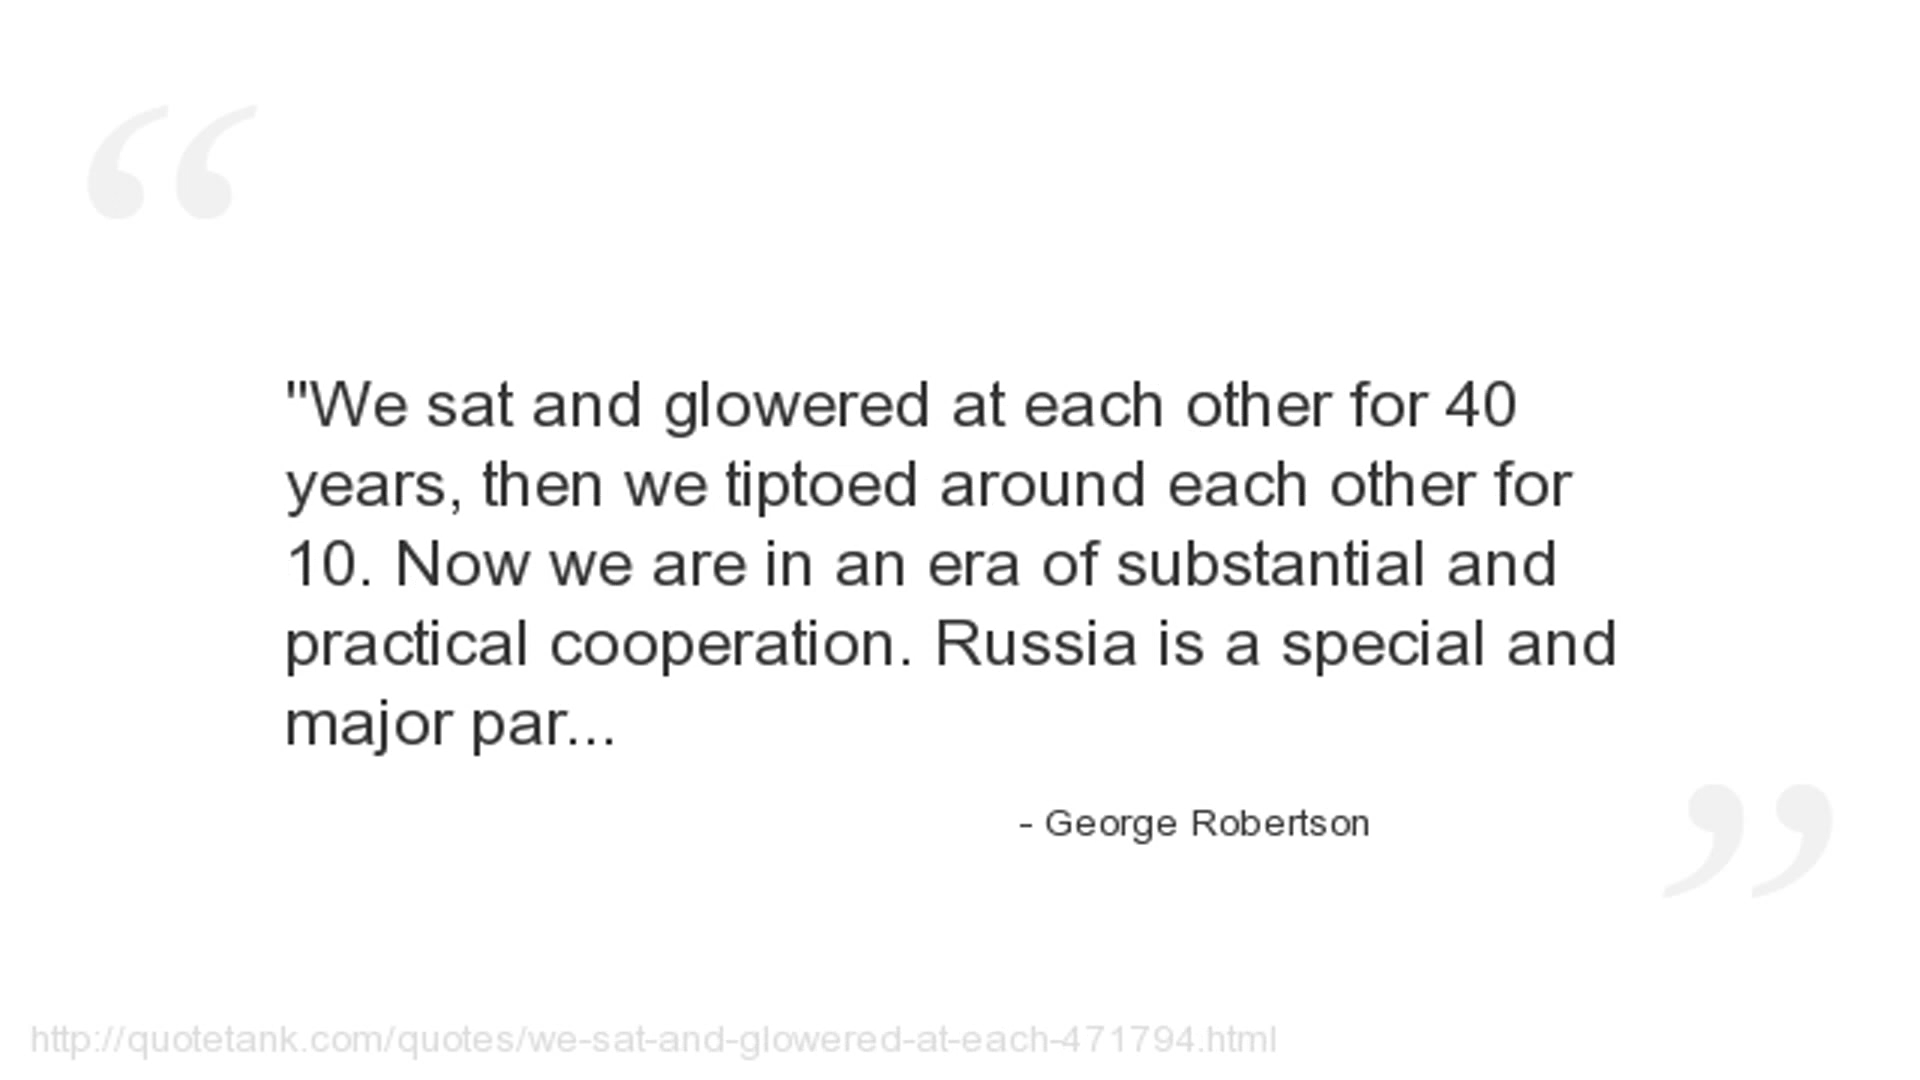 “
"We sat and glowered at each other for 40
years, then we tiptoed around each other for
10. Now we are in an era of substantial and
practical cooperation. Russia is a special and
major par...
- George Robertson
”
http://quotetank.com/quotes/we-sat-and-glowered-at-each-471794.html